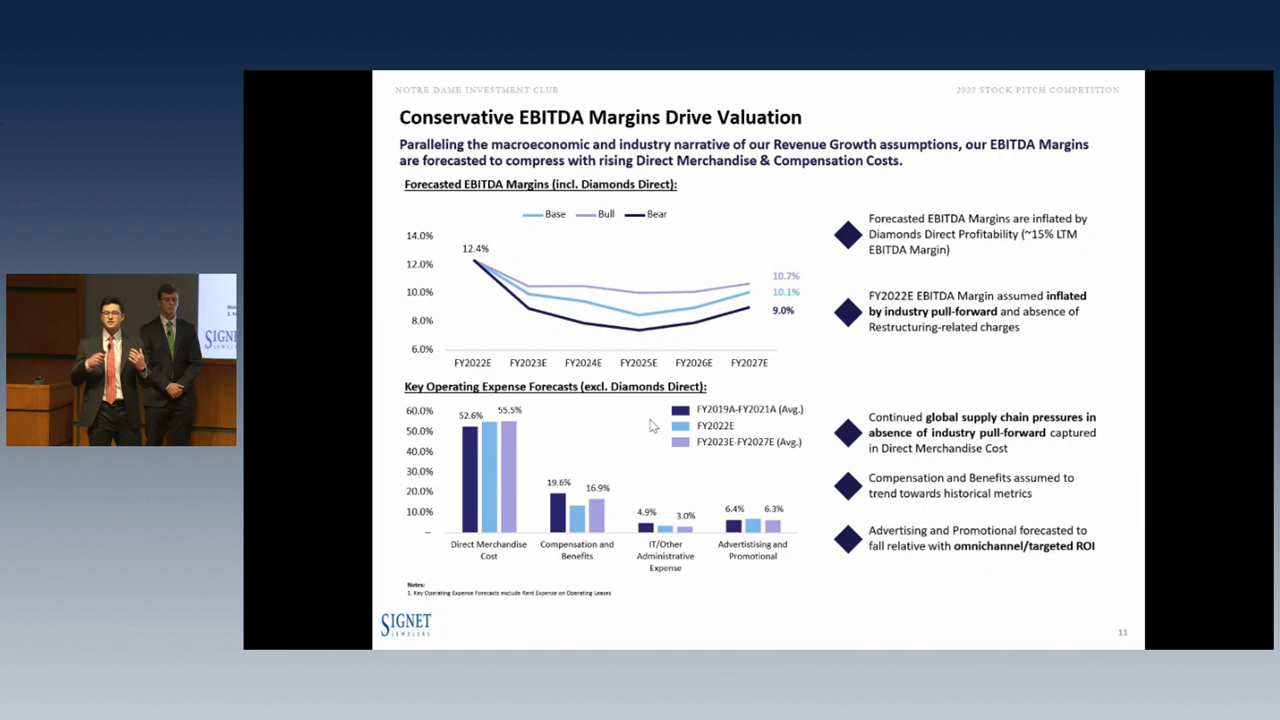 NOTRE DAME INVESTMENT CLUB
2022 STOCK PITCH COMPETITION
Conservative EBITDA Margins Drive Valuation
Paralleling the macroeconomic and industry narrative of our Revenue Growth assumptions, our EBITDA Margins
are forecasted to compress with rising Direct Merchandise & Compensation Costs.
Forecasted EBITDA Margins (incl. Diamonds Direct):
Base Bull Bear
14.0%
12.0%
10.0%
8.0%
6.0%
12.4%
10.7%
10.1%
9.0%
FY2022E FY2023E FY2024E FY2025E FY2026E FY2027E
Forecasted EBITDA Margins are inflated by
Diamonds Direct Profitability (~15% LTM
EBITDA Margin)
FY2022E EBITDA Margin assumed inflated
by industry pull-forward and absence of
Restructuring-related charges
Key Operating Expense Forecasts (excl. Diamonds Direct):
60.0%
50.0%
40.0%
30.0%
20.0%
10.0%
–
52.6% 55.5%
19.6% 16.9%
4.9% 3.0%
6.4% 6.3%
FY2019A-FY2021A (Avg.)
FY2022E
FY2023E-FY2027E (Avg.)
Direct Merchandise
Cost
Compensation and
Benefits
IT/Other
Administrative
Expense
Advertistising and
Promotional
Continued global supply chain pressures in
absence of industry pull-forward captured
in Direct Merchandise Cost
Compensation and Benefits assumed to
trend towards historical metrics
Advertising and Promotional forecasted to
fall relative with omnichannel/targeted ROI
Notes:
1. Key Operating Expense Forecasts exclude Rent Expense on Operating Leases
SIGNET
JEWELERS
11
SIGNE